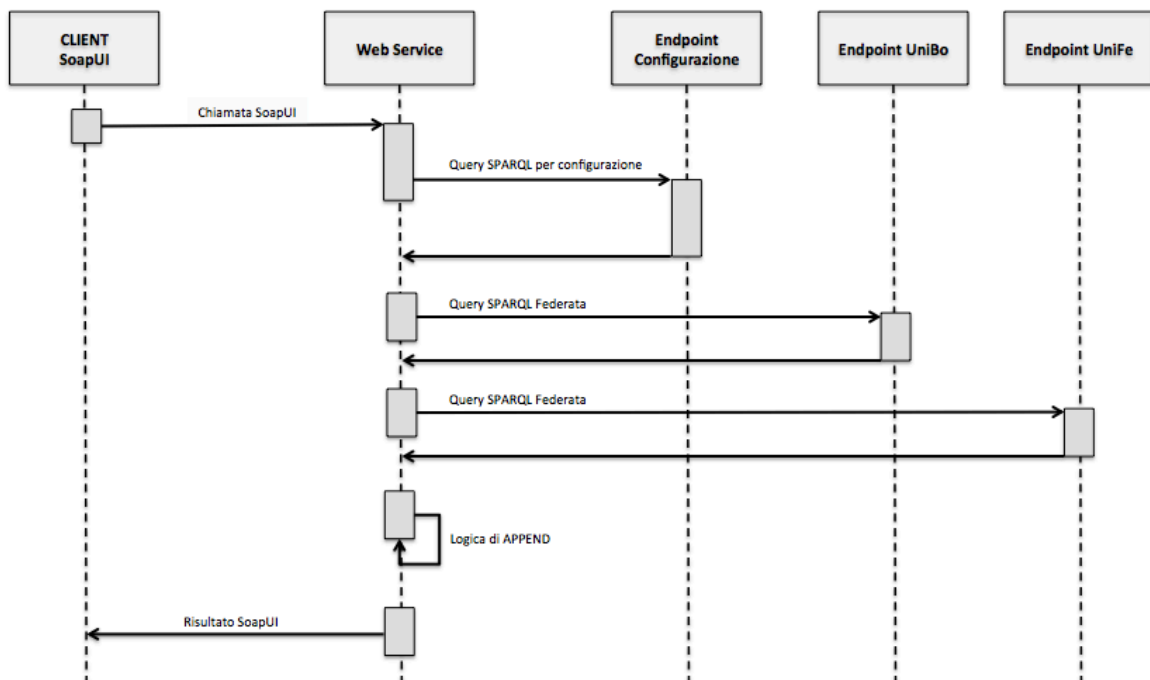 CLIENT
SoapUI
Web Service
Endpoint
Configurazione
Endpoint UniBo
Endpoint UniFe
Chiamata SoapUI
Query SPARQL per configurazione
Query SPARQL Federata
Query SPARQL Federata
Logica di APPEND
Risultato SoapUI